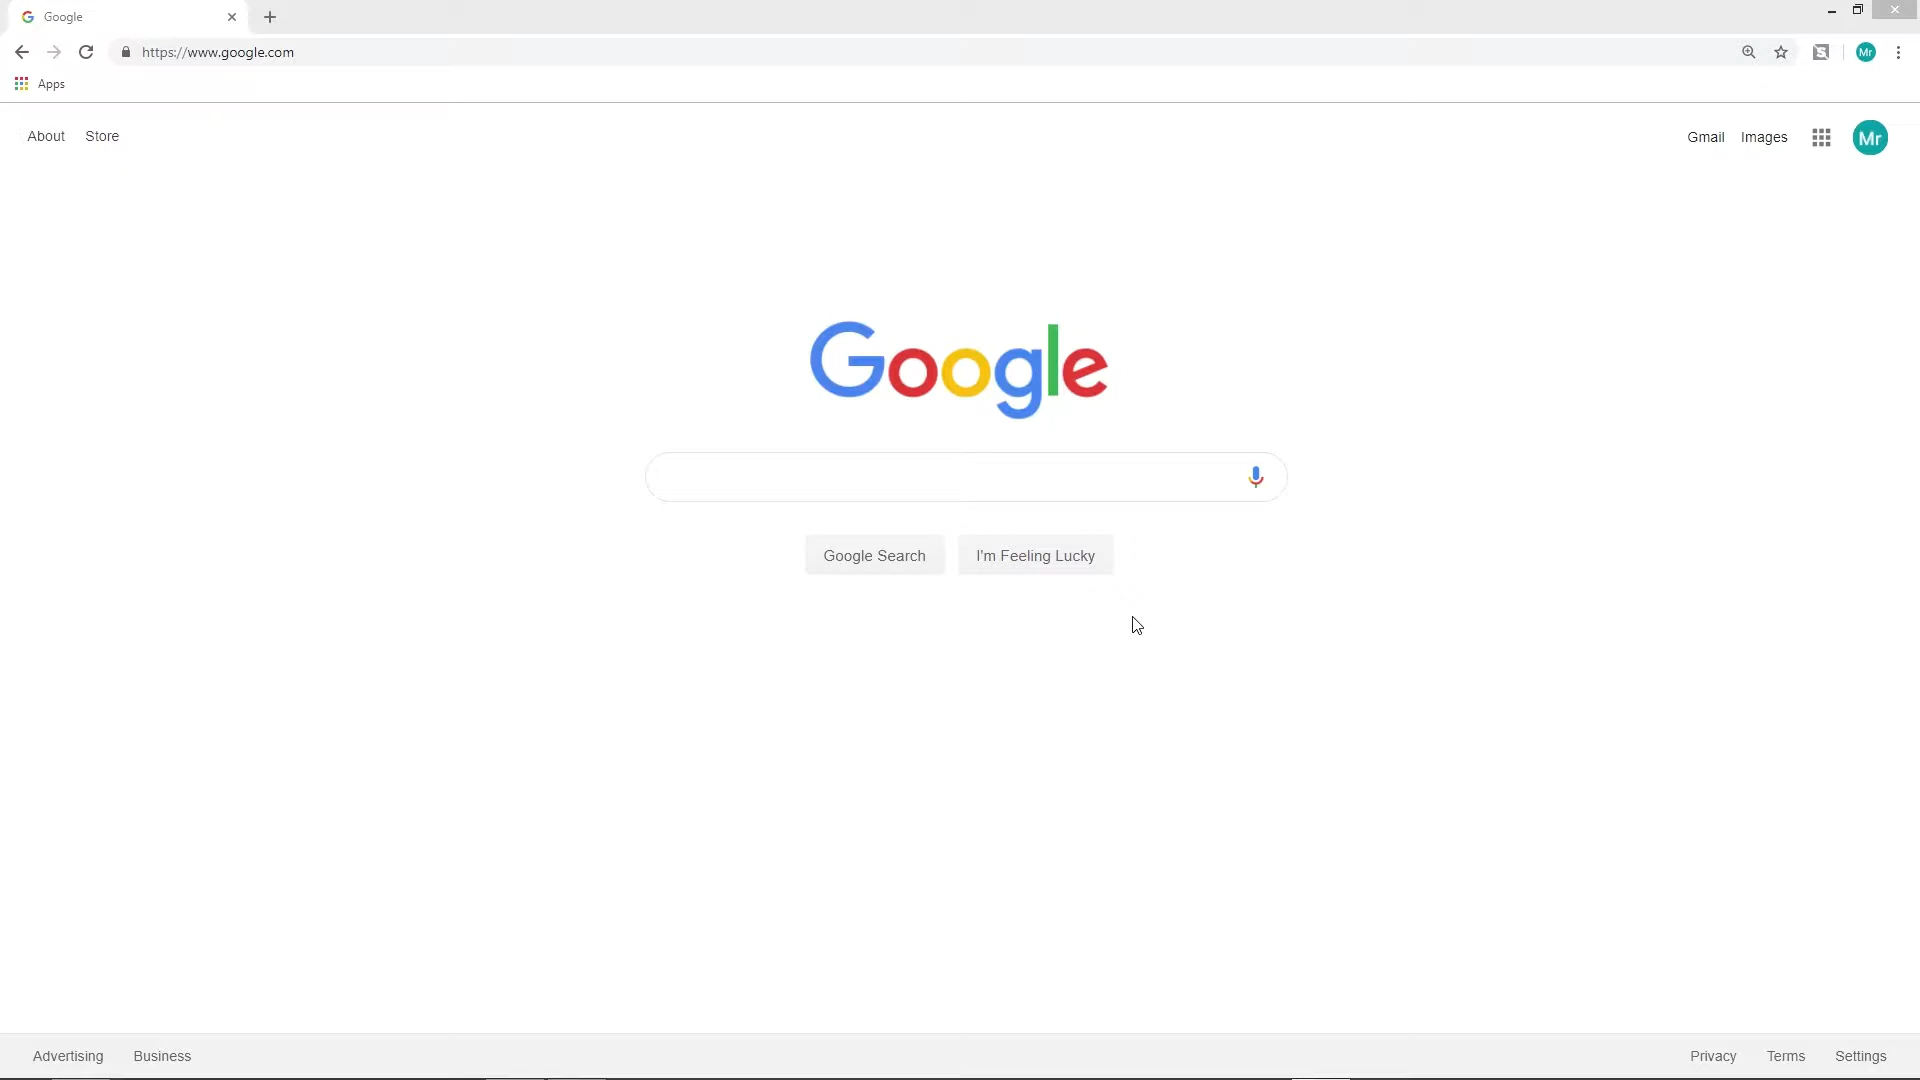 Google
https://www.google.com
Mr
Apps
About Store
Gmail Images Mr
Google
Google Search I'm Feeling Lucky
Advertising Business
Privacy Terms Settings